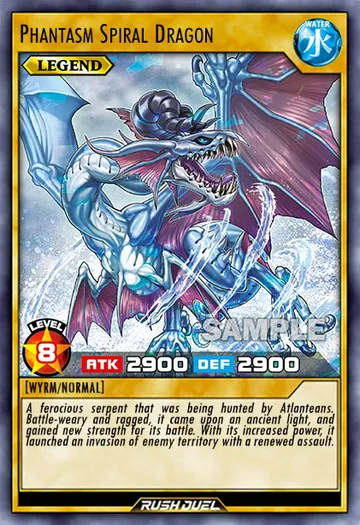 PHANTASM SPIRAL DRAGON
WATER
水
LEGEND
SAMPLE
LEVEL
8
ATK 2900 DEF 2900
[WYRM/NORMAL]
A ferocious serpent that was being hunted by Atlanteans.
Battle-weary and ragged, it came upon an ancient light, and
gained new strength for its battle. With its increased power, it
launched an invasion of enemy territory with a renewed assault.
RUSH DUEL